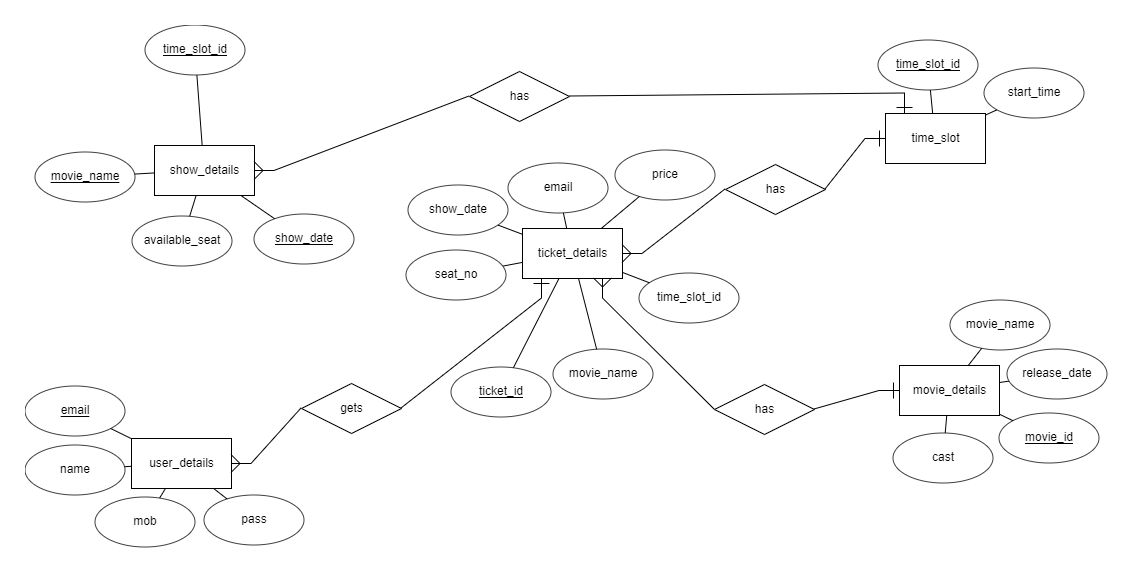 time_slot_id
time_slot_id
start_time
has
time_slot
show_details
movie_name
available_seat
show_date
email
price
has
show_date
ticket_details
seat_no
time_slot_id
ticket_id
movie_name
movie_name
release_date
movie_details
has
movie_id
cast
gets
email
name
user_details
mob
pass